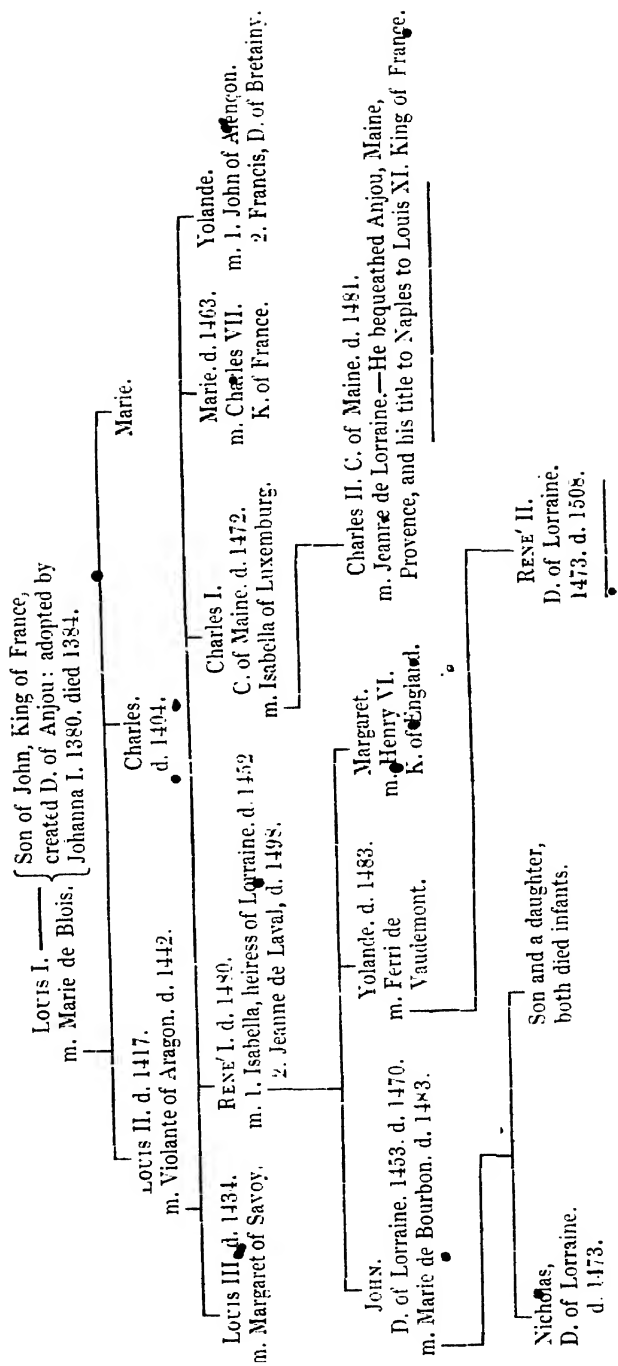 LOUIS I.
m. Marie de Blois.
Son of John, King of France,
created D. of Anjou: adopted by
Johanna I. 1380. died 1384.
LOUIS II. d. 1417.
m. Violante of Aragon. d. 1442.
Charles.
d. 1404.
Marie.
LOUIS III. d. 1434.
m. Margaret of Savoy.
RENE' I. d. 1480.
m. 1. Isabella, heiress of Lorraine. d. 1452
2. Jeanne de Laval, d. 1498.
Charles I.
C. of Maine. d. 1472.
m. Isabella of Luxemburg.
Marie. d. 1463.
m. Charles VII.
K. of France.
Yolande.
m. 1. John of Alençon.
2. Francis, D. of Bretainy.
JOHN.
D. of Lorraine. 1453. d. 1470.
m. Marie de Bourbon. d. 1483.
Yolande. d. 1483.
m. Ferri de
Vaudemont.
Margaret.
m. Henry VI.
K. of England.
Charles II. C. of Maine. d. 1481.
m. Jeanne de Lorraine.—He bequeathed Anjou, Maine,
Provence, and his title to Naples to Louis XI. King of France.
Nicholas,
D. of Lorraine.
d. 1473.
Son and a daughter,
both died infants.
RENE' II.
D. of Lorraine.
1473. d. 1508.